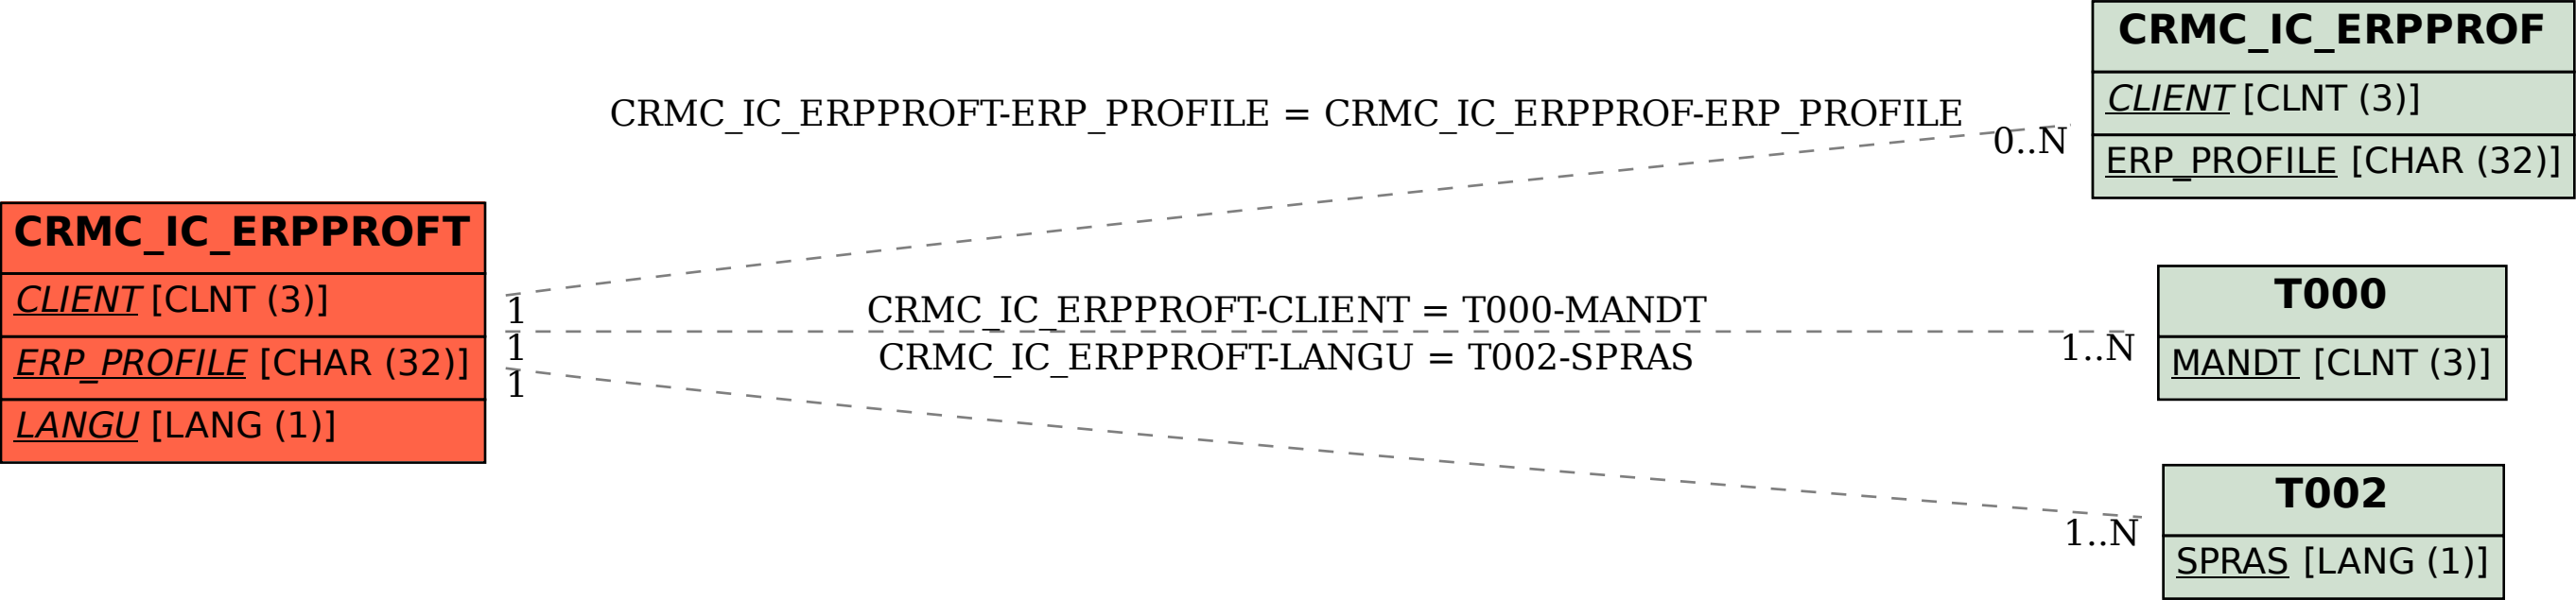 CRMC_IC_ERPPROF
CLIENT [CLNT (3)]
ERP_PROFILE [CHAR (32)]
CRMC_IC_ERPPROFT-ERP_PROFILE = CRMC_IC_ERPPROF-ERP_PROFILE
0..N
CRMC_IC_ERPPROFT
CLIENT [CLNT (3)]
ERP_PROFILE [CHAR (32)]
LANGU [LANG (1)]
1
CRMC_IC_ERPPROFT-CLIENT = T000-MANDT
1
1..N
CRMC_IC_ERPPROFT-LANGU = T002-SPRAS
1
1..N
T000
MANDT [CLNT (3)]
T002
SPRAS [LANG (1)]